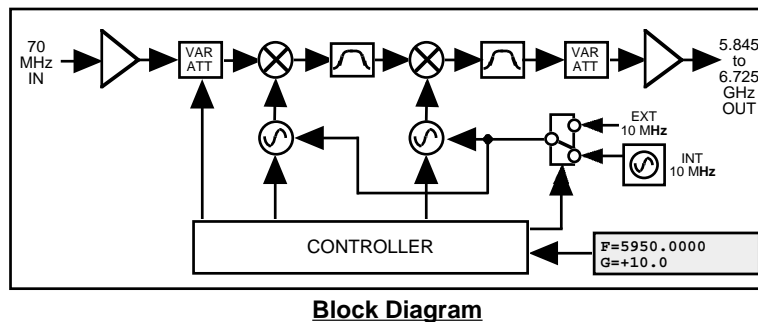 70
MHz
IN
VAR
ATT
VAR
ATT
5.845
to
6.725
GHz
OUT
EXT
10 MHz
INT
10 MHz
CONTROLLER
F=5950.0000
G=+10.0
Block Diagram